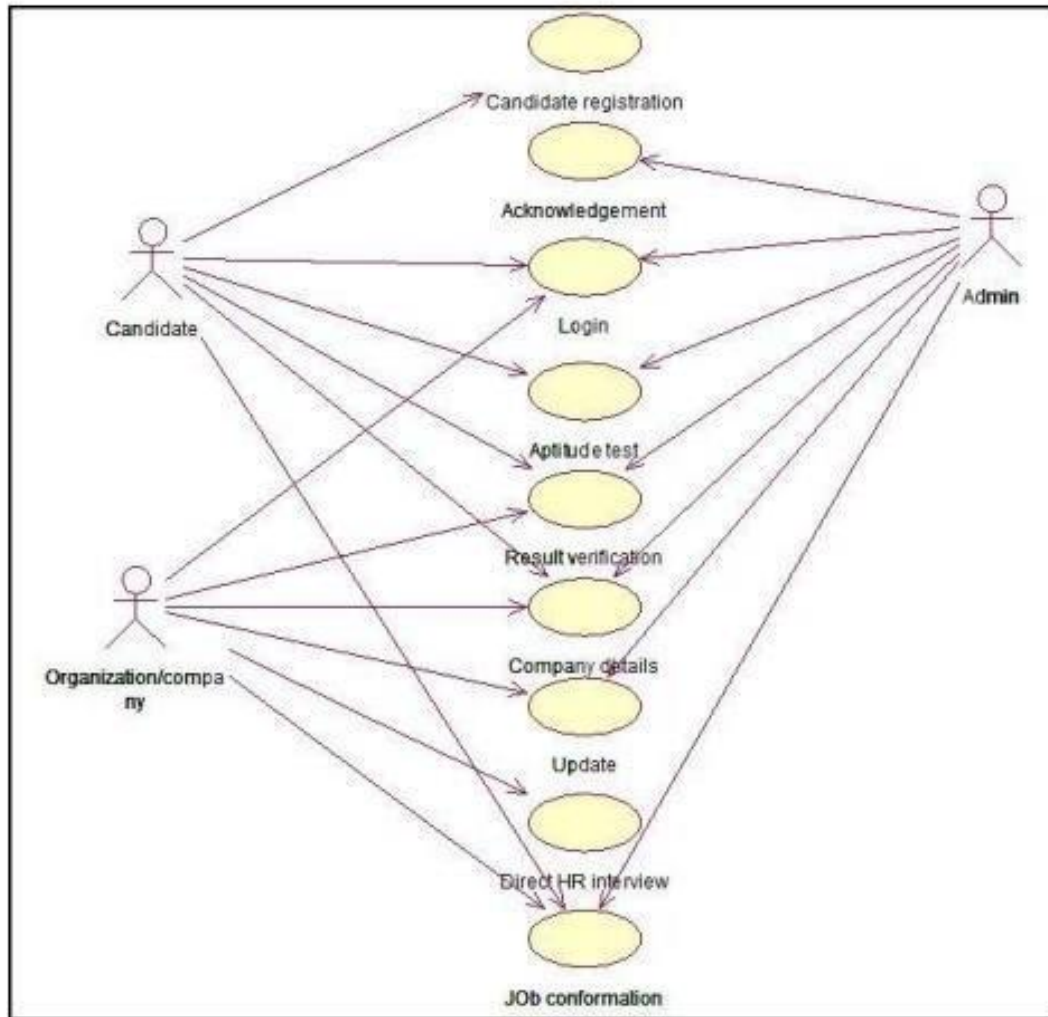 Candidate registration
Acknowledgement
Candidate
Login
Admin
Aptitude test
Result verification
Organization/compa
ny
Company details
Update
Direct HR interview
JOb conformation